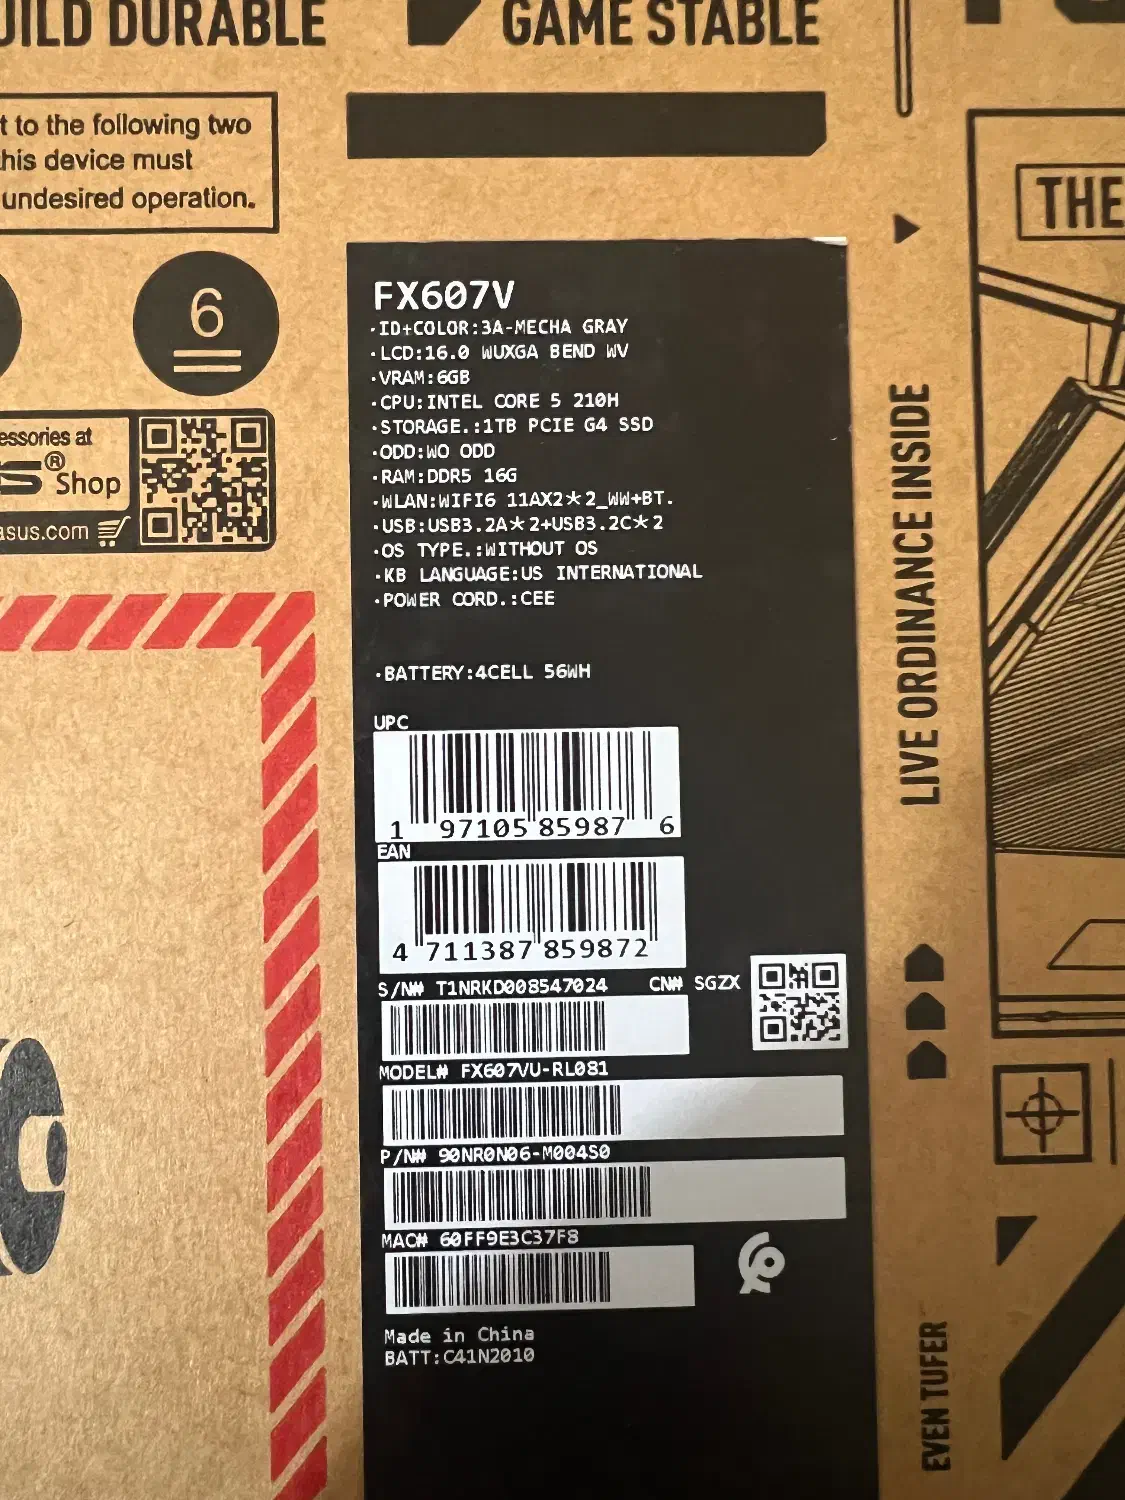 UILD DURABLE
GAME STABLE
t to the following two
his device must
undesired operation.
THE
6
essories at
S® Shop
asus.com
FX607V
·ID+COLOR:3A-MECHA GRAY
·LCD:16.0 WUXGA BEND WV
·VRAM:6GB
·CPU:INTEL CORE 5 210H
·STORAGE.:1TB PCIE G4 SSD
·ODD:WO ODD
·RAM:DDR5 16G
·WLAN:WIFI6 11AX2*2_WW+BT.
·USB:USB3.2A*2+USB3.2C*2
·OS TYPE.:WITHOUT OS
·KB LANGUAGE:US INTERNATIONAL
·POWER CORD.:CEE
·BATTERY:4CELL 56WH
UPC
1 97105 85987 6
EAN
4 711387 859872
S/N# T1NRKD008547024 CN# SGZX
MODEL# FX607VU-RL081
P/N# 90NR0N06-M004S0
MAC# 60FF9E3C37F8
Made in China
BATT:C41N2010
LIVE ORDINANCE INSIDE
EVEN TUFER